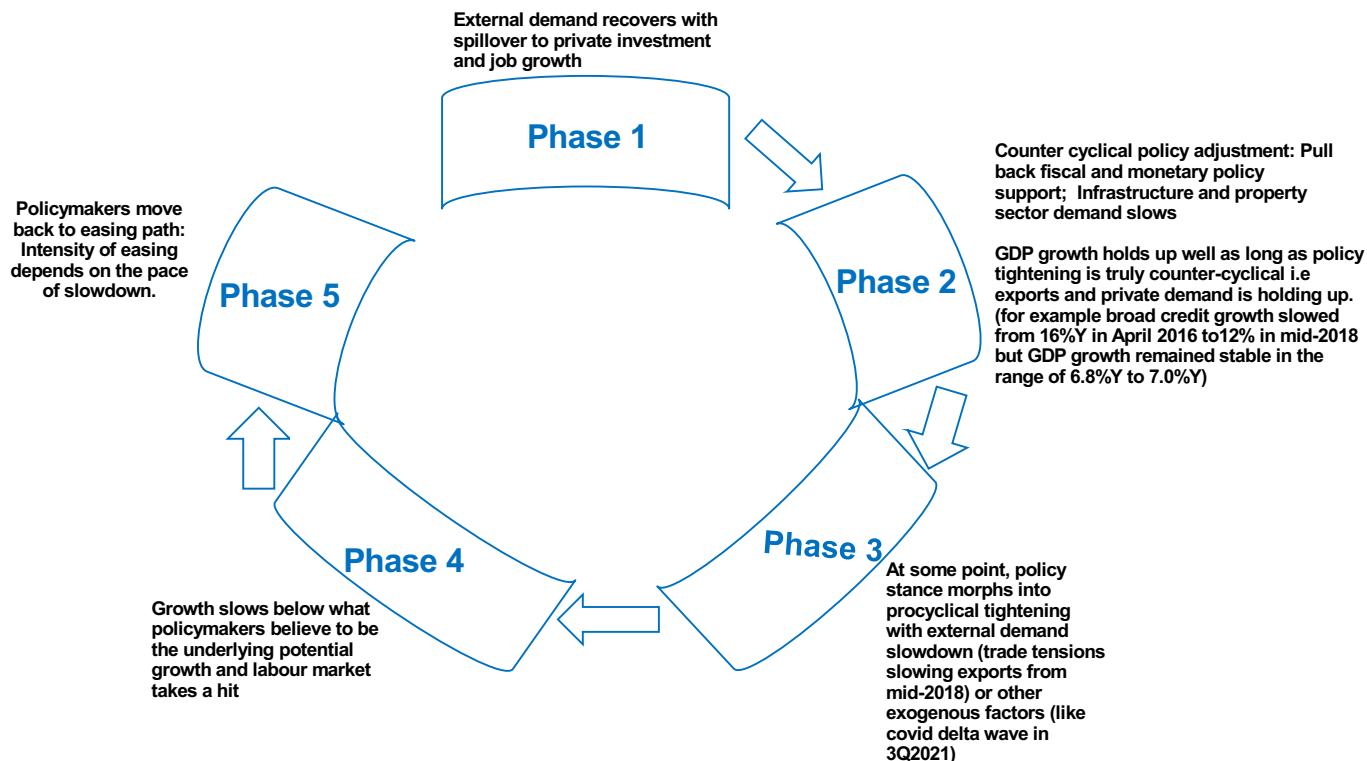 External demand recovers with
spillover to private investment
and job growth
Phase 1
Counter cyclical policy adjustment: Pull
back fiscal and monetary policy
support;  Infrastructure and property
sector demand slows
GDP growth holds up well as long as policy
tightening is truly counter-cyclical i.e
exports and private demand is holding up.
(for example broad credit growth slowed
from 16%Y in April 2016 to12% in mid-2018
but GDP growth remained stable in the
range of 6.8%Y to 7.0%Y)
Phase 2
Phase 3
At some point, policy
stance morphs into
procyclical tightening
with external demand
slowdown (trade tensions
slowing exports from
mid-2018) or other
exogenous factors (like
covid delta wave in
3Q2021)
Phase 4
Growth slows below what
policymakers believe to be
the underlying potential
growth and labour market
takes a hit
Phase 5
Policymakers move
back to easing path:
Intensity of easing
depends on the pace
of slowdown.